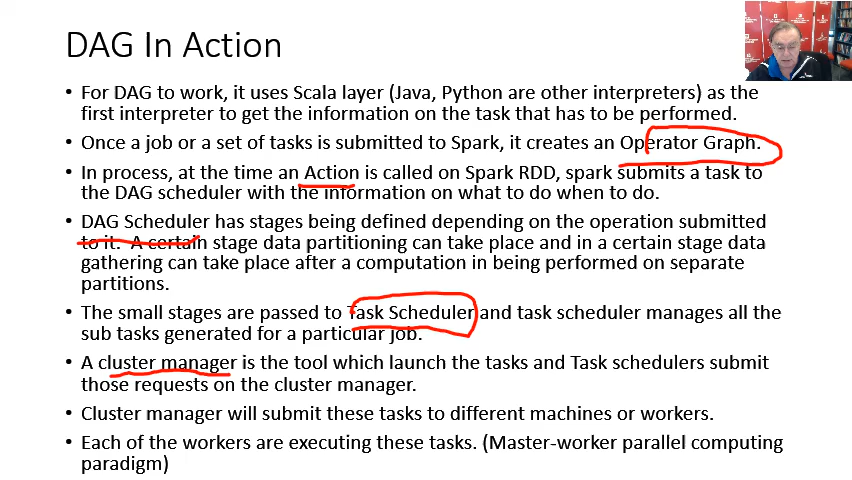 DAG In Action
• For DAG to work, it uses Scala layer (Java, Python are other interpreters) as the
first interpreter to get the information on the task that has to be performed.
• Once a job or a set of tasks is submitted to Spark, it creates an Operator Graph.
• In process, at the time an Action is called on Spark RDD, spark submits a task to
the DAG scheduler with the information on what to do when to do.
• DAG Scheduler has stages being defined depending on the operation submitted
to it. A certain stage data partitioning can take place and in a certain stage data
gathering can take place after a computation in being performed on separate
partitions.
• The small stages are passed to Task Scheduler and task scheduler manages all the
sub tasks generated for a particular job.
• A cluster manager is the tool which launch the tasks and Task schedulers submit
those requests on the cluster manager.
• Cluster manager will submit these tasks to different machines or workers.
• Each of the workers are executing these tasks. (Master-worker parallel computing
paradigm)